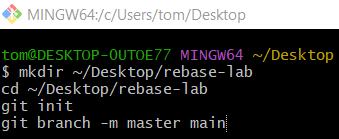 MINGW64:/c/Users/tom/Desktop
tom@DESKTOP-OUTOE77 MINGW64 ~/Desktop
$ mkdir ~/Desktop/rebase-lab
cd ~/Desktop/rebase-lab
git init
git branch -m master main